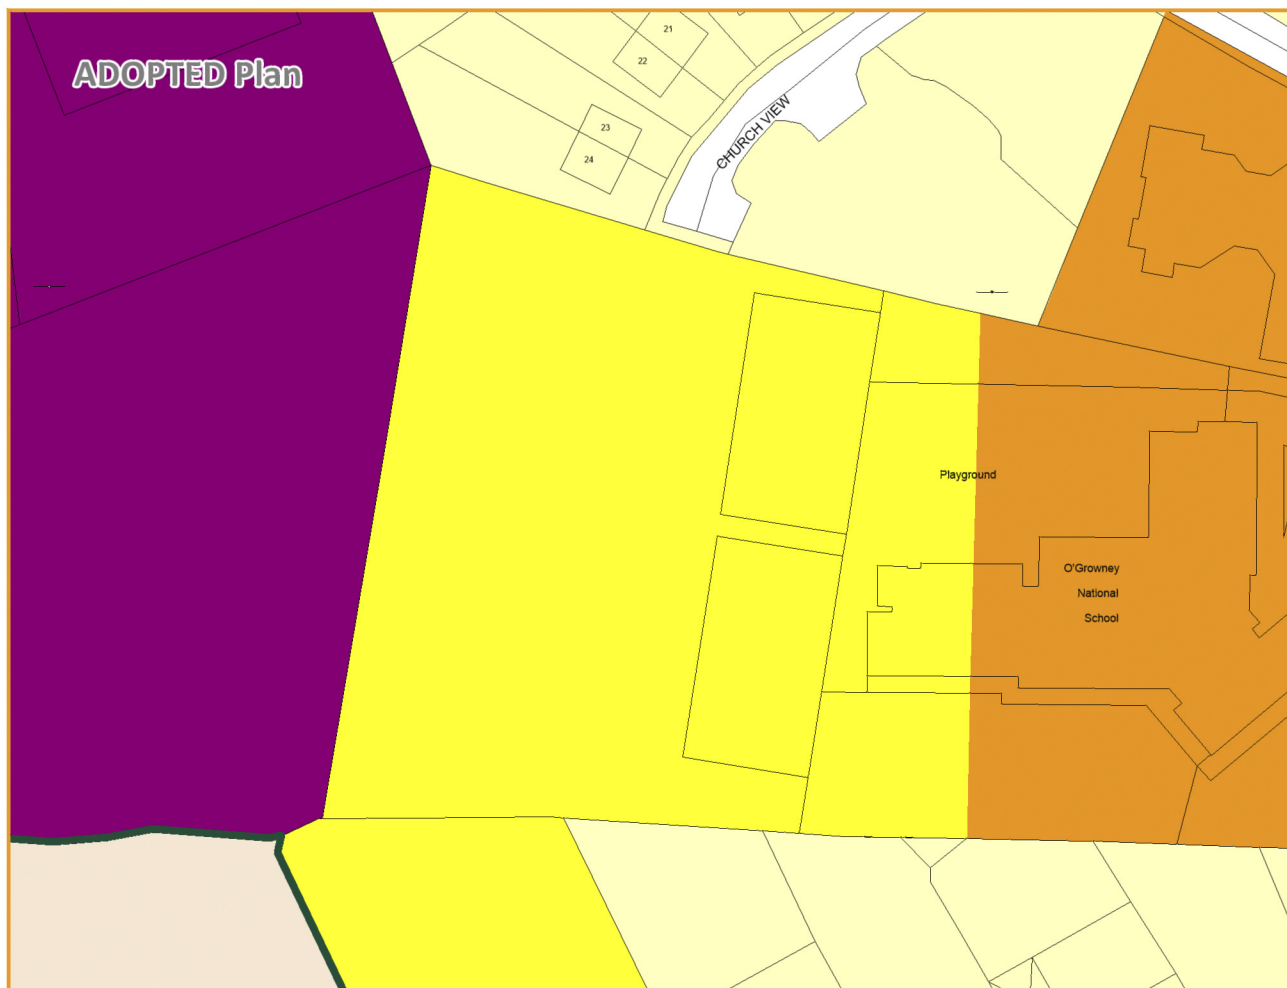 ADOPTED Plan
21
22
23
24
CHURCH VIEW
Playground
O'Growney
National
School